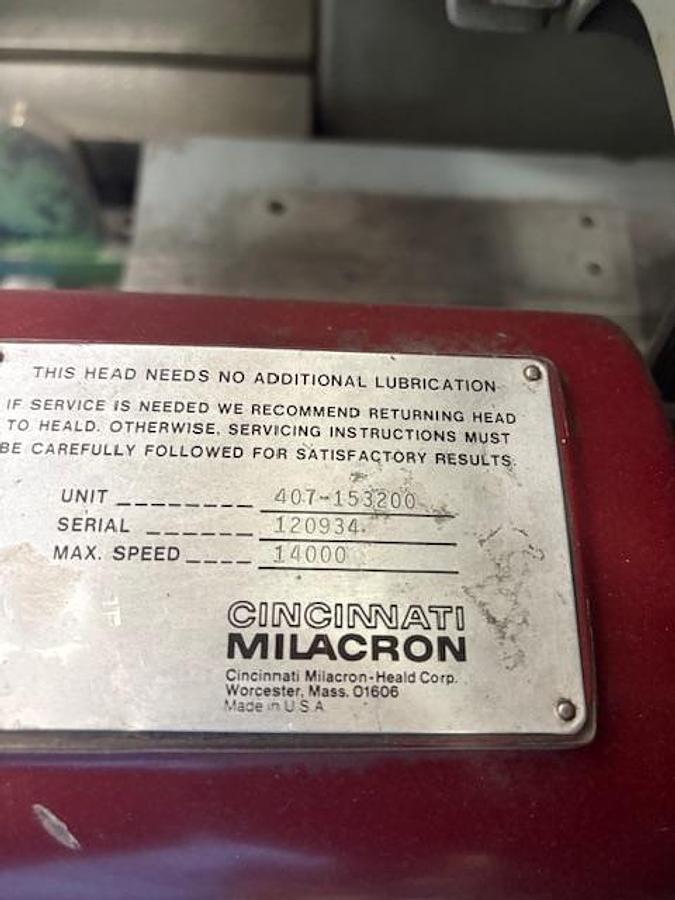 THIS HEAD NEEDS NO ADDITIONAL LUBRICATION
IF SERVICE IS NEEDED WE RECOMMEND RETURNING HEAD
TO HEALD. OTHERWISE, SERVICING INSTRUCTIONS MUST
BE CAREFULLY FOLLOWED FOR SATISFACTORY RESULTS.
UNIT 407-153200
SERIAL 120934
MAX. SPEED 14000
CINCINNATI
MILACRON
Cincinnati Milacron-Heald Corp.
Worcester, Mass. 01606
Made in U.S.A.